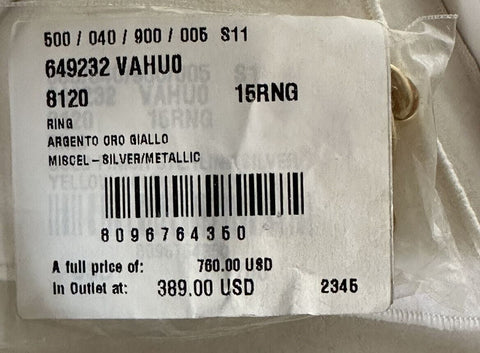 500 / 040 / 900 / 005 S11
649232 VAHU0
8120 15RNG
RING
ARGENTO ORO GIALLO
MISCEL-SILVER/METALLIC
8096764350
A full price of: 760.00 USD
In Outlet at: 389.00 USD 2345